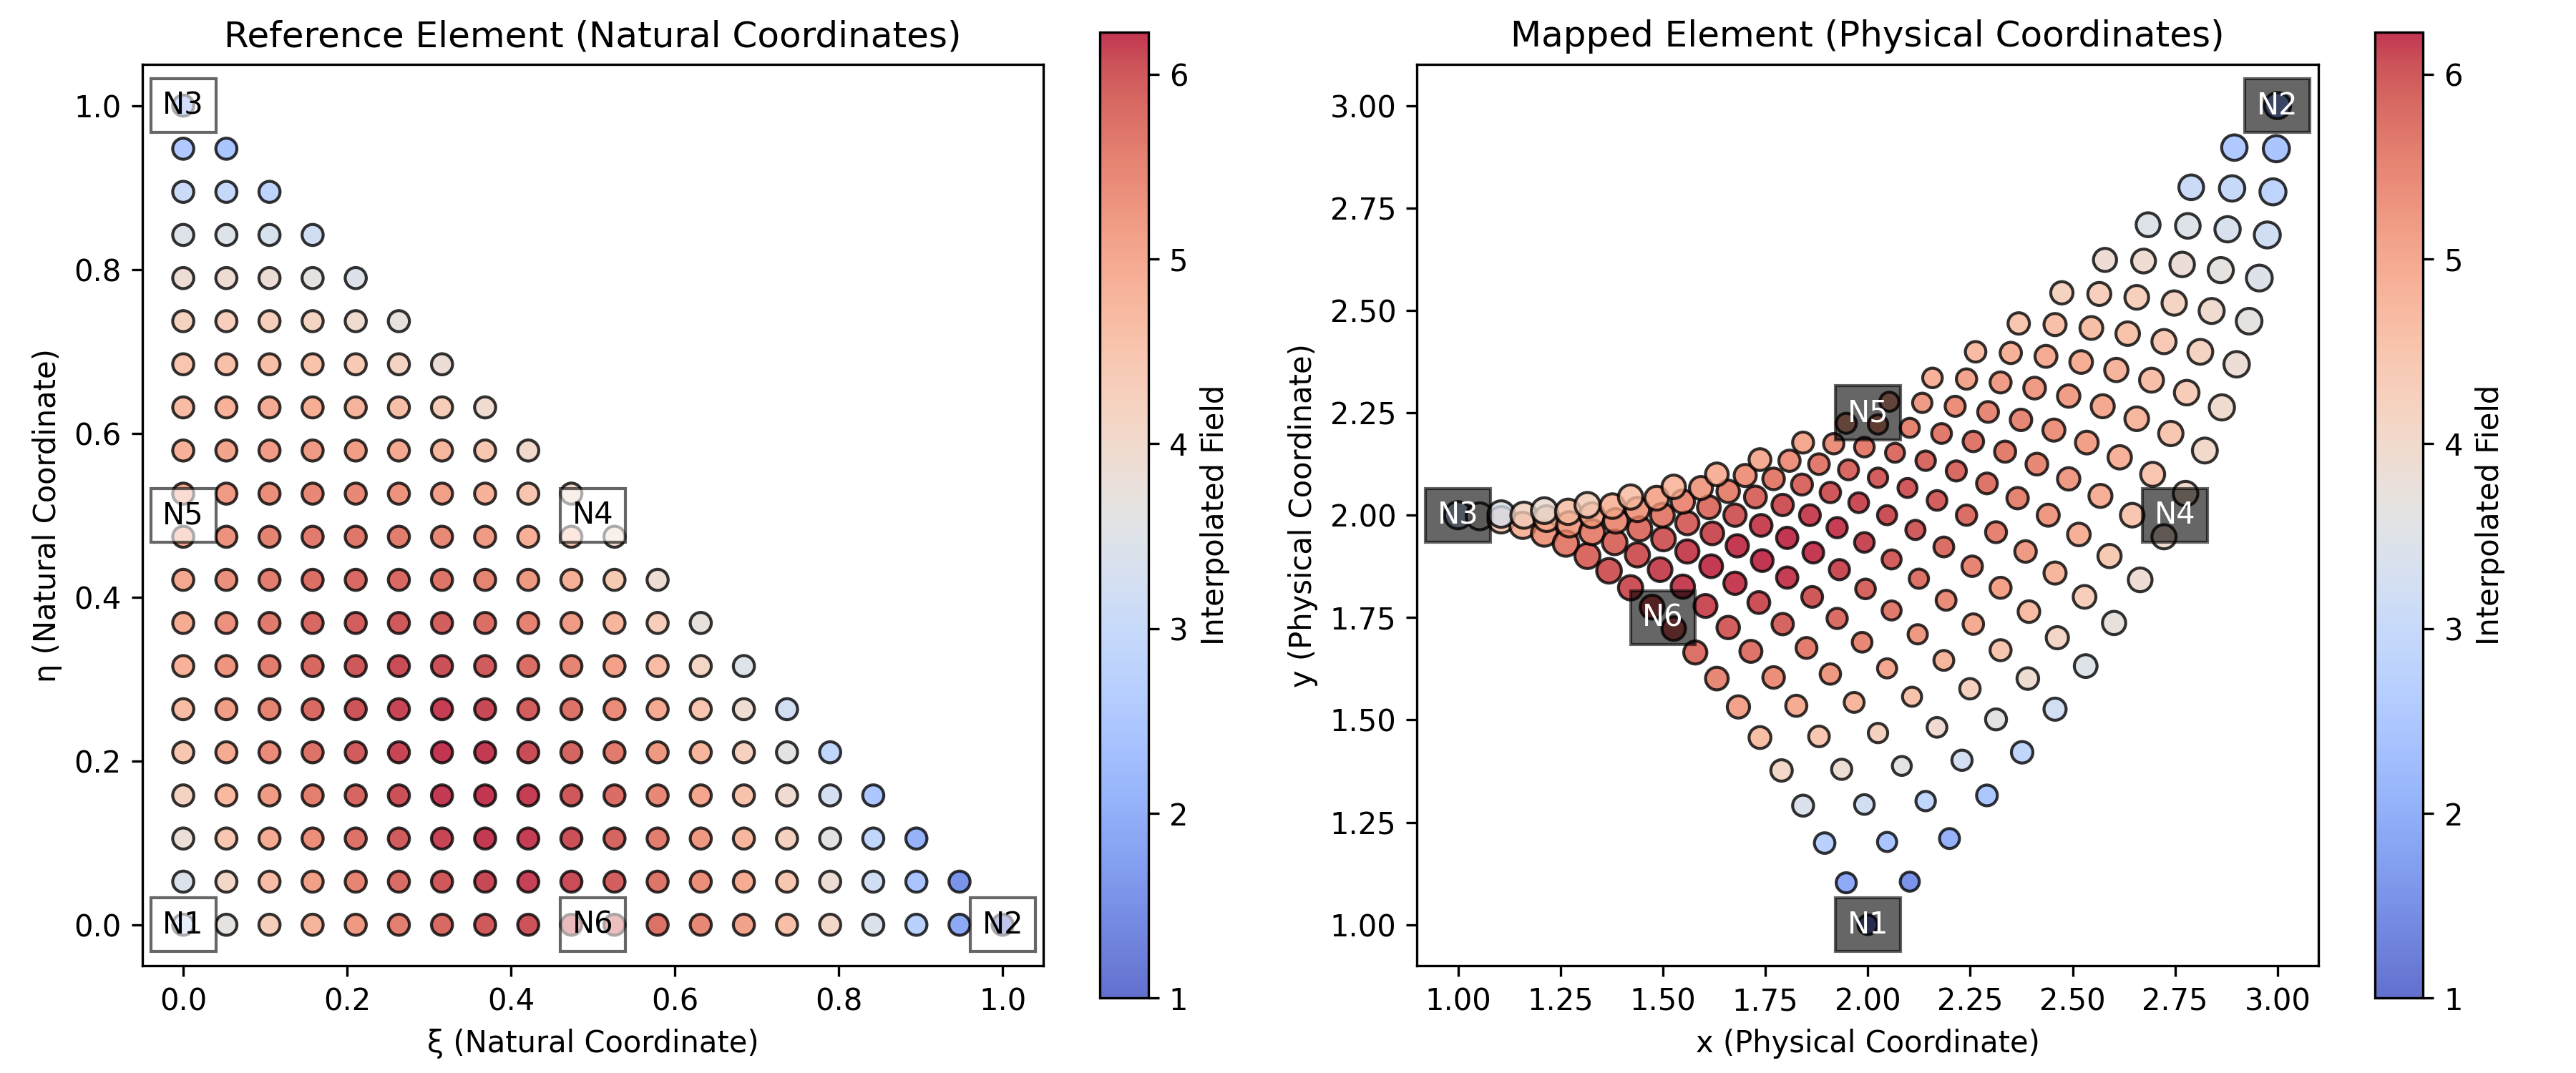 Reference Element (Natural Coordinates)
N3
N5
N4
N1
N6
N2
1.0
0.8
0.6
0.4
0.2
0.0
η (Natural Coordinate)
0.0 0.2 0.4 0.6 0.8 1.0
ξ (Natural Coordinate)
6
5
4
3
2
1
Interpolated Field
Mapped Element (Physical Coordinates)
N2
N5
N3
N4
N6
N1
3.00
2.75
2.50
2.25
2.00
1.75
1.50
1.25
1.00
y (Physical Coordinate)
1.00 1.25 1.50 1.75 2.00 2.25 2.50 2.75 3.00
x (Physical Coordinate)
6
5
4
3
2
1
Interpolated Field